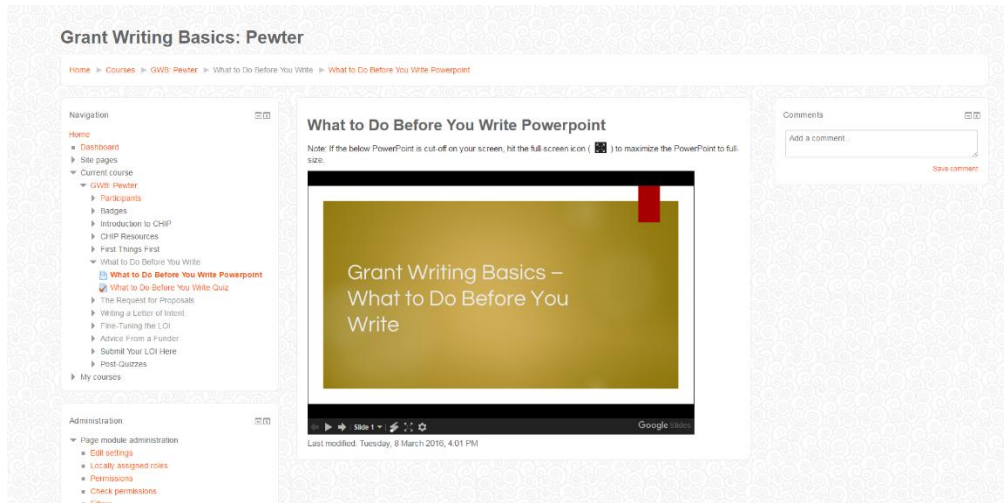 Grant Writing Basics: Pewter
Home ► Courses ► GWB: Pewter ► What to Do Before You Write ► What to Do Before You Write Powerpoint
Navigation
Home
Dashboard
Site pages
Current course
GWB: Pewter
Participants
Badges
Introduction to CHIP
CHIP Resources
First Things First
What to Do Before You Write
What to Do Before You Write Powerpoint
What to Do Before You Write Quiz
The Request for Proposals
Writing a Letter of Intent
Fine-Tuning the LOI
Advice From a Funder
Submit Your LOI Here
Post-Quizzes
My courses
Administration
Page module administration
Edit settings
Locally assigned roles
Permissions
Check permissions
Filters
What to Do Before You Write Powerpoint
Note: If the below PowerPoint is cut-off on your screen, hit the full-screen icon ( ) to maximize the PowerPoint to full-
size.
Grant Writing Basics –
What to Do Before You
Write
Slide 1
Google Slides
Last modified: Tuesday, 8 March 2016, 4:01 PM
Comments
Add a comment...
Save comment